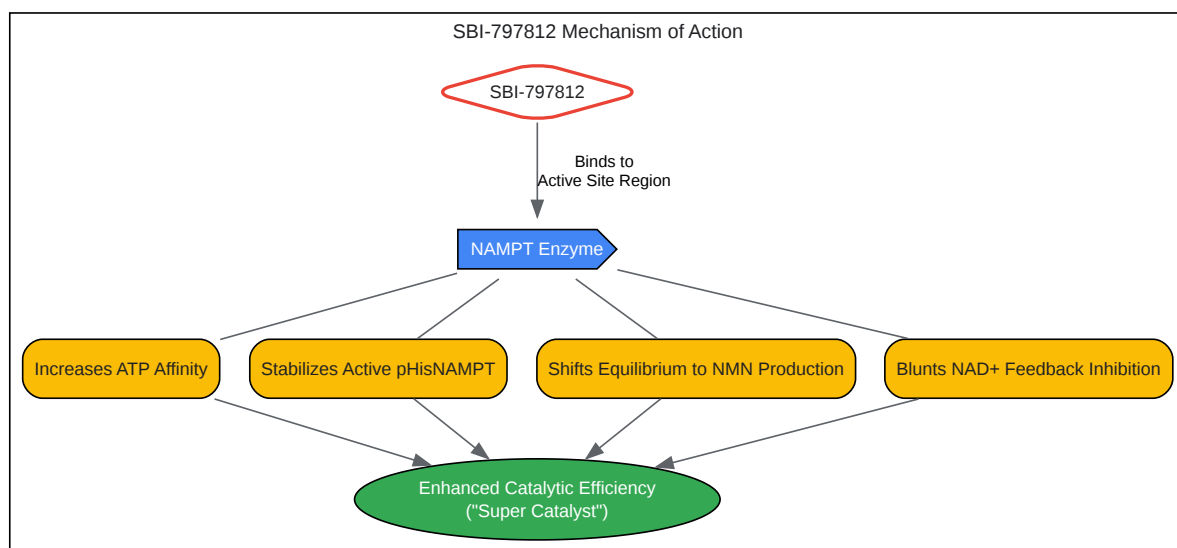 SBI-797812 Mechanism of Action
SBI-797812
Binds to
Active Site Region
NAMPT Enzyme
Increases ATP Affinity
Stabilizes Active pHisNAMPT
Shifts Equilibrium to NMN Production
Blunts NAD+ Feedback Inhibition
Enhanced Catalytic Efficiency
("Super Catalyst")